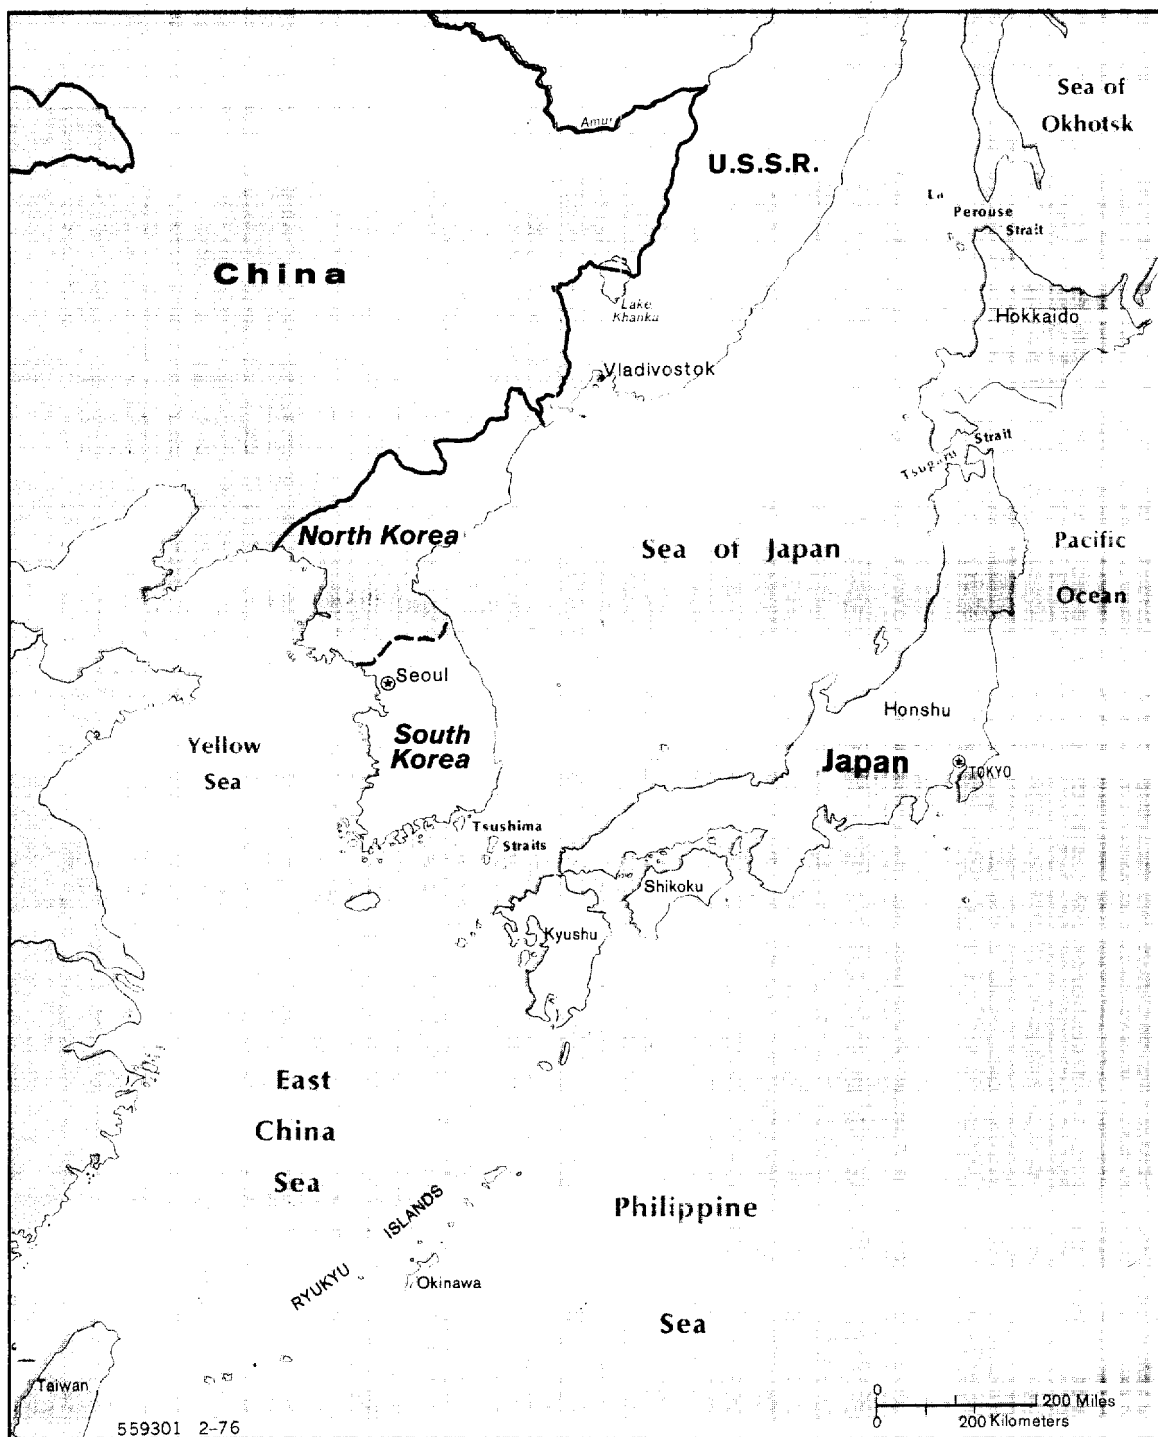 Sea of
Okhotsk
Amur
U.S.S.R.
La
Perouse
Strait
China
Lake
Khanka
Hokkaido
Vladivostok
Strait
Tsugaru
North Korea
Sea of Japan
Pacific
Ocean
Seoul
Honshu
South
Korea
Yellow
Sea
Japan
TOKYO
Tsushima
Straits
Shikoku
Kyushu
East
China
Sea
ISLANDS
RYUKYU
Philippine
Okinawa
Sea
Taiwan
0
200 Miles
0
200 Kilometers
559301 2-76